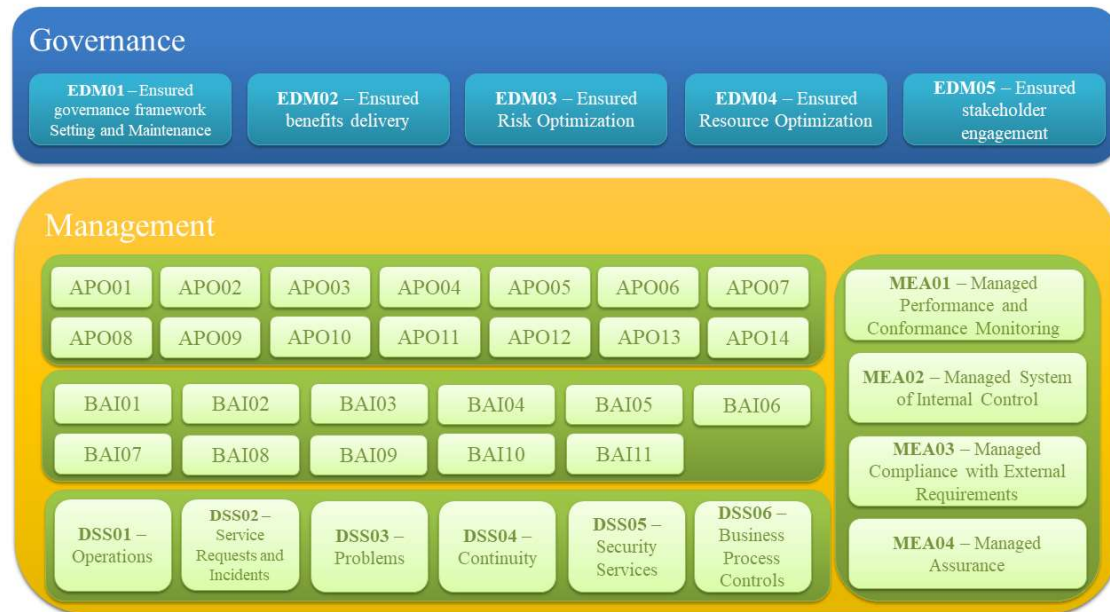 Governance
EDM01 – Ensured
governance framework
Setting and Maintenance
EDM02 – Ensured
benefits delivery
EDM03 – Ensured
Risk Optimization
EDM04 – Ensured
Resource Optimization
EDM05 – Ensured
stakeholder
engagement
Management
APO01 APO02 APO03 APO04 APO05 APO06 APO07
APO08 APO09 APO10 APO11 APO12 APO13 APO14
BAI01 BAI02 BAI03 BAI04 BAI05 BAI06
BAI07 BAI08 BAI09 BAI10 BAI11
DSS01 –
Operations
DSS02 –
Service
Requests and
Incidents
DSS03 –
Problems
DSS04 –
Continuity
DSS05 –
Security
Services
DSS06 –
Business
Process
Controls
MEA01 – Managed
Performance and
Conformance Monitoring
MEA02 – Managed System
of Internal Control
MEA03 – Managed
Compliance with External
Requirements
MEA04 – Managed
Assurance